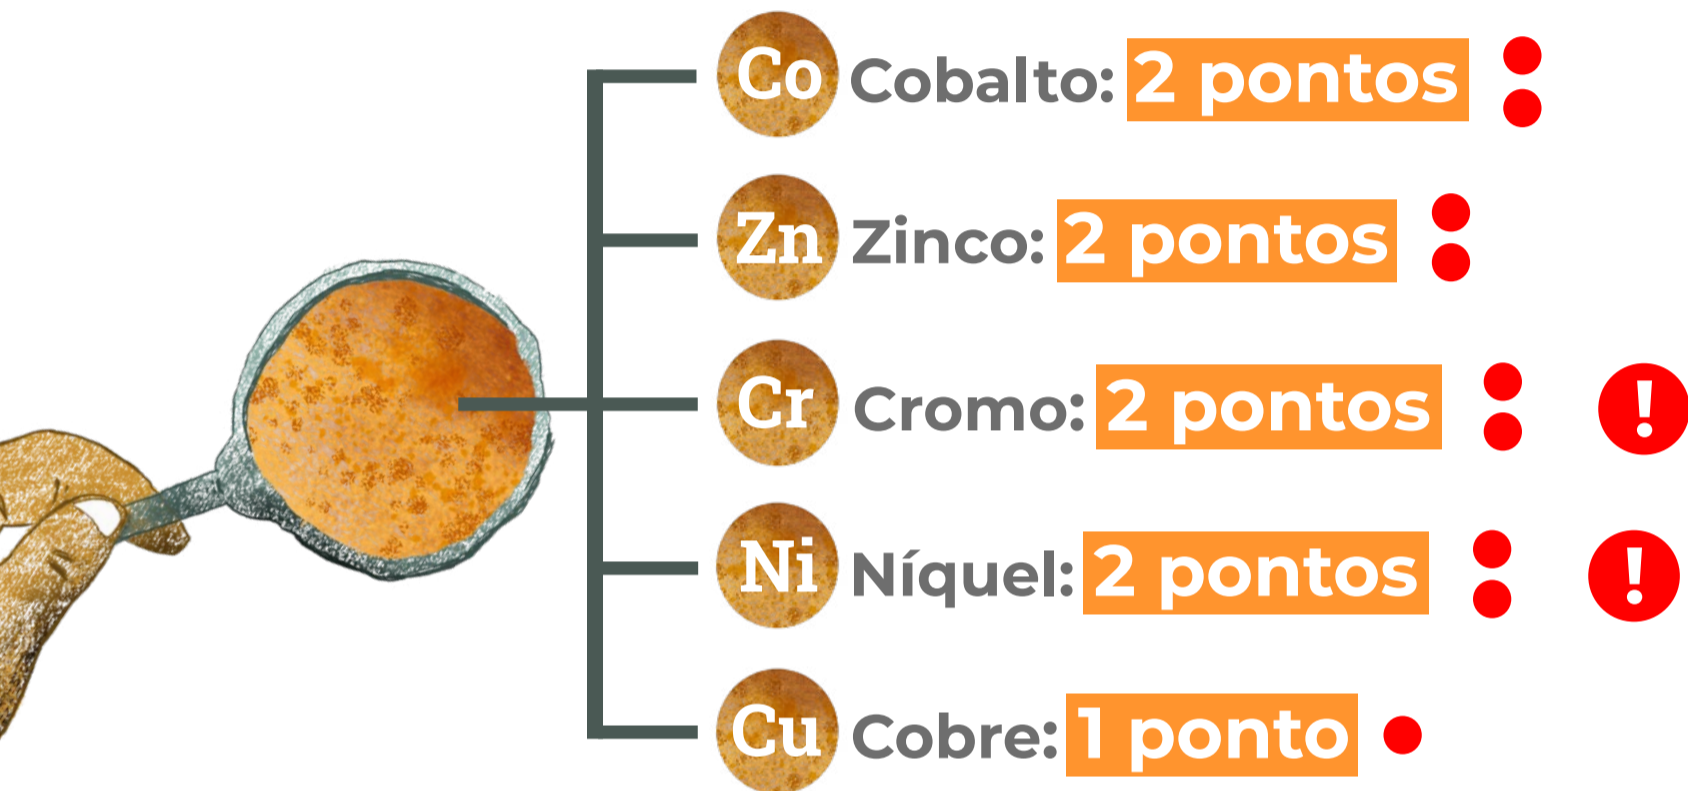 Co Cobalto: 2 pontos
Zn Zinco: 2 pontos
Cr Cromo: 2 pontos !
Ni Níquel: 2 pontos !
Cu Cobre: 1 ponto